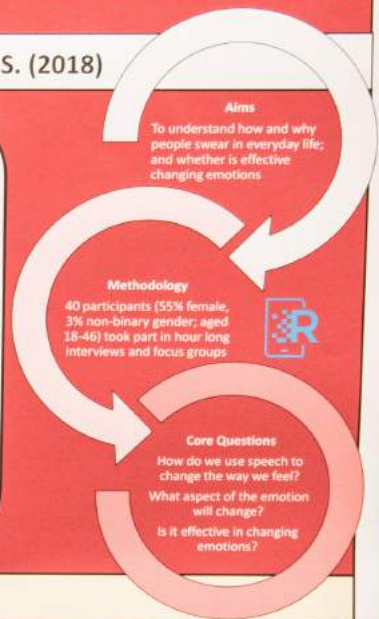 S. (2018)
Aims
To understand how and why
people swear in everyday life;
and whether is effective
changing emotions
Methodology
40 participants (55% female,
3% non-binary gender; aged
18-46) took part in hour long
interviews and focus groups
R
Core Questions
How do we use speech to
change the way we feel?
What aspect of the emotion
will change?
Is it effective in changing
emotions?